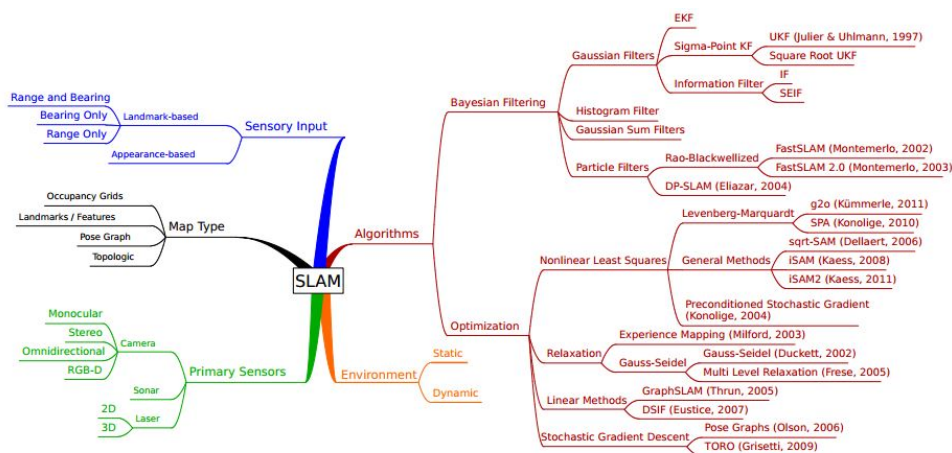 SLAM
Sensory Input
Landmark-based
Range and Bearing
Bearing Only
Range Only
Appearance-based
Map Type
Occupancy Grids
Landmarks / Features
Pose Graph
Topologic
Primary Sensors
Camera
Monocular
Stereo
Omnidirectional
RGB-D
Sonar
Laser
2D
3D
Environment
Static
Dynamic
Algorithms
Bayesian Filtering
Gaussian Filters
EKF
Sigma-Point KF
UKF (Julier & Uhlmann, 1997)
Square Root UKF
Information Filter
IF
SEIF
Histogram Filter
Gaussian Sum Filters
Particle Filters
Rao-Blackwellized
FastSLAM (Montemerlo, 2002)
FastSLAM 2.0 (Montemerlo, 2003)
DP-SLAM (Eliazar, 2004)
Optimization
Nonlinear Least Squares
Levenberg-Marquardt
g2o (Kümmerle, 2011)
SPA (Konolige, 2010)
General Methods
sqrt-SAM (Dellaert, 2006)
iSAM (Kaess, 2008)
iSAM2 (Kaess, 2011)
Preconditioned Stochastic Gradient
(Konolige, 2004)
Relaxation
Experience Mapping (Milford, 2003)
Gauss-Seidel
Gauss-Seidel (Duckett, 2002)
Multi Level Relaxation (Frese, 2005)
Linear Methods
GraphSLAM (Thrun, 2005)
DSIF (Eustice, 2007)
Stochastic Gradient Descent
Pose Graphs (Olson, 2006)
TORO (Grisetti, 2009)